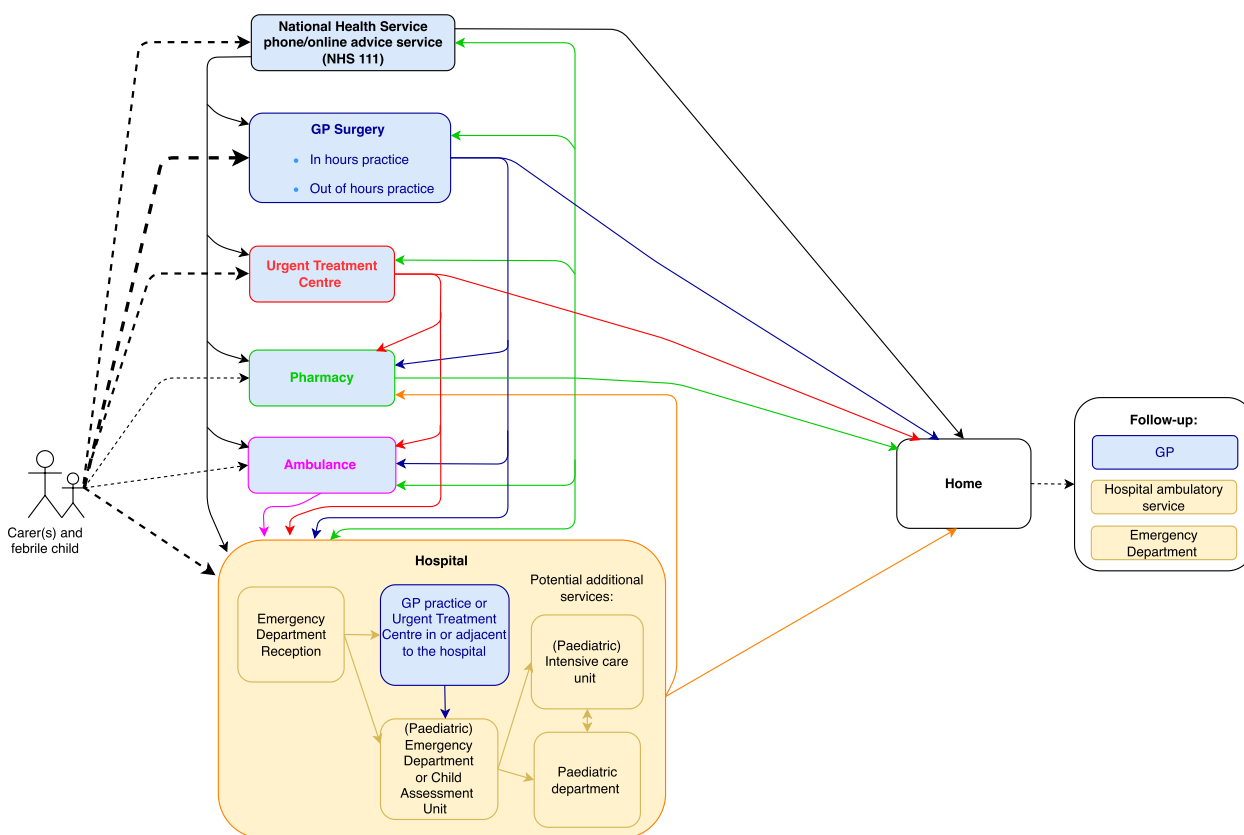 National Health Service
phone/online advice service
(NHS 111)
GP Surgery
In hours practice
Out of hours practice
Urgent Treatment
Centre
Pharmacy
Ambulance
Carer(s) and
febrile child
Home
Follow-up:
GP
Hospital ambulatory
service
Emergency
Department
Hospital
Emergency
Department
Reception
GP practice or
Urgent Treatment
Centre in or adjacent
to the hospital
(Paediatric)
Emergency
Department
or Child
Assessment
Unit
Potential additional
services:
(Paediatric)
Intensive care
unit
Paediatric
department